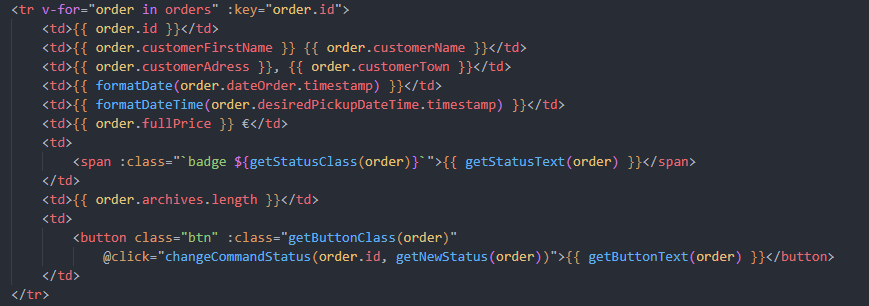 <tr v-for="order in orders" :key="order.id">
<td>{{ order.id }}</td>
<td>{{ order.customerFirstName }} {{ order.customerName }}</td>
<td>{{ order.customerAdress }}, {{ order.customerTown }}</td>
<td>{{ formatDate(order.dateOrder.timestamp) }}</td>
<td>{{ formatDateTime(order.desiredPickupDateTime.timestamp) }}</td>
<td>{{ order.fullPrice }} €</td>
<td>
<span :class="`badge ${getStatusClass(order)}`">{{ getStatusText(order) }}</span>
</td>
<td>{{ order.archives.length }}</td>
<td>
<button class="btn" :class="getButtonClass(order)"
@click="changeCommandStatus(order.id, getNewStatus(order))">{{ getButtonText(order) }}</button>
</td>
</tr>